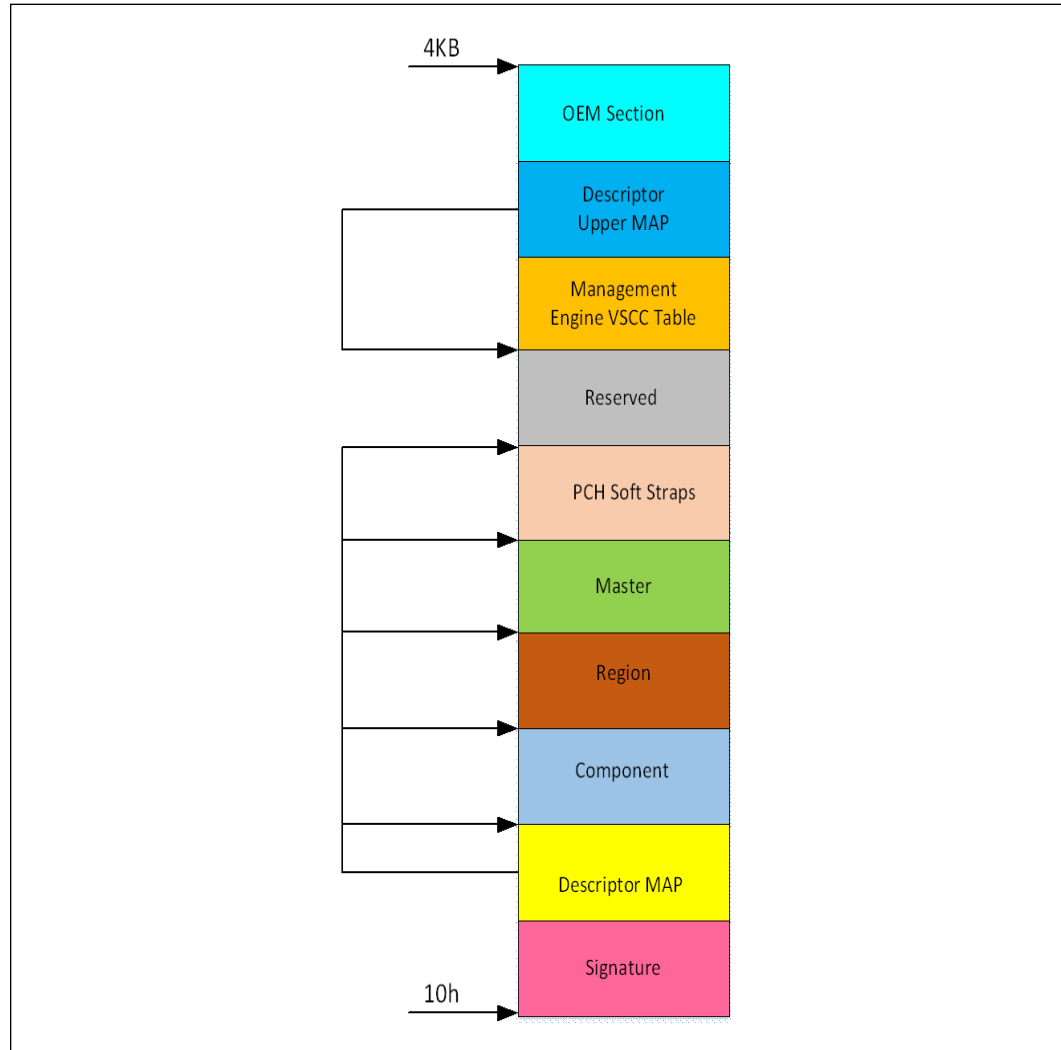 4KB
OEM Section
Descriptor
Upper MAP
Management
Engine VSCC Table
Reserved
PCH Soft Straps
Master
Region
Component
Descriptor MAP
Signature
10h